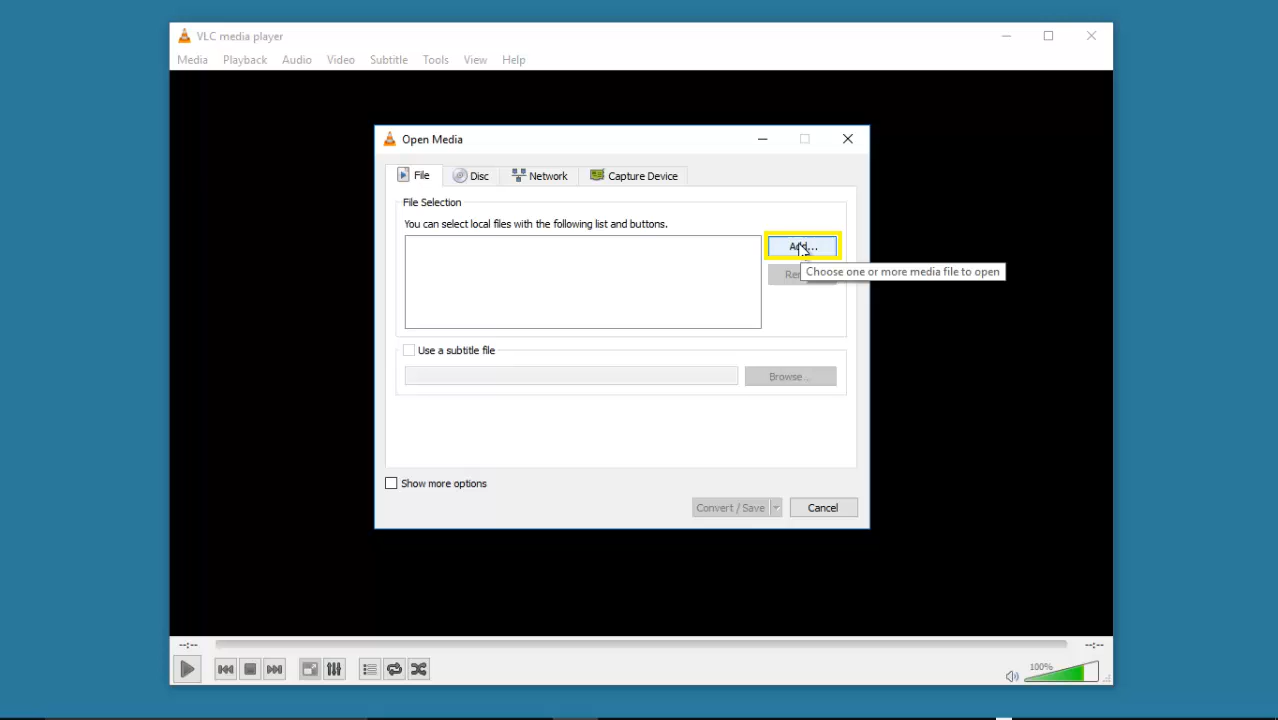 VLC media player
Media Playback Audio Video Subtitle Tools View Help
Open Media
File Disc Network Capture Device
File Selection
You can select local files with the following list and buttons.
Add...
Choose one or more media file to open
Use a subtitle file
Browse...
Show more options
Convert / Save Cancel
--:-- --:--
100%